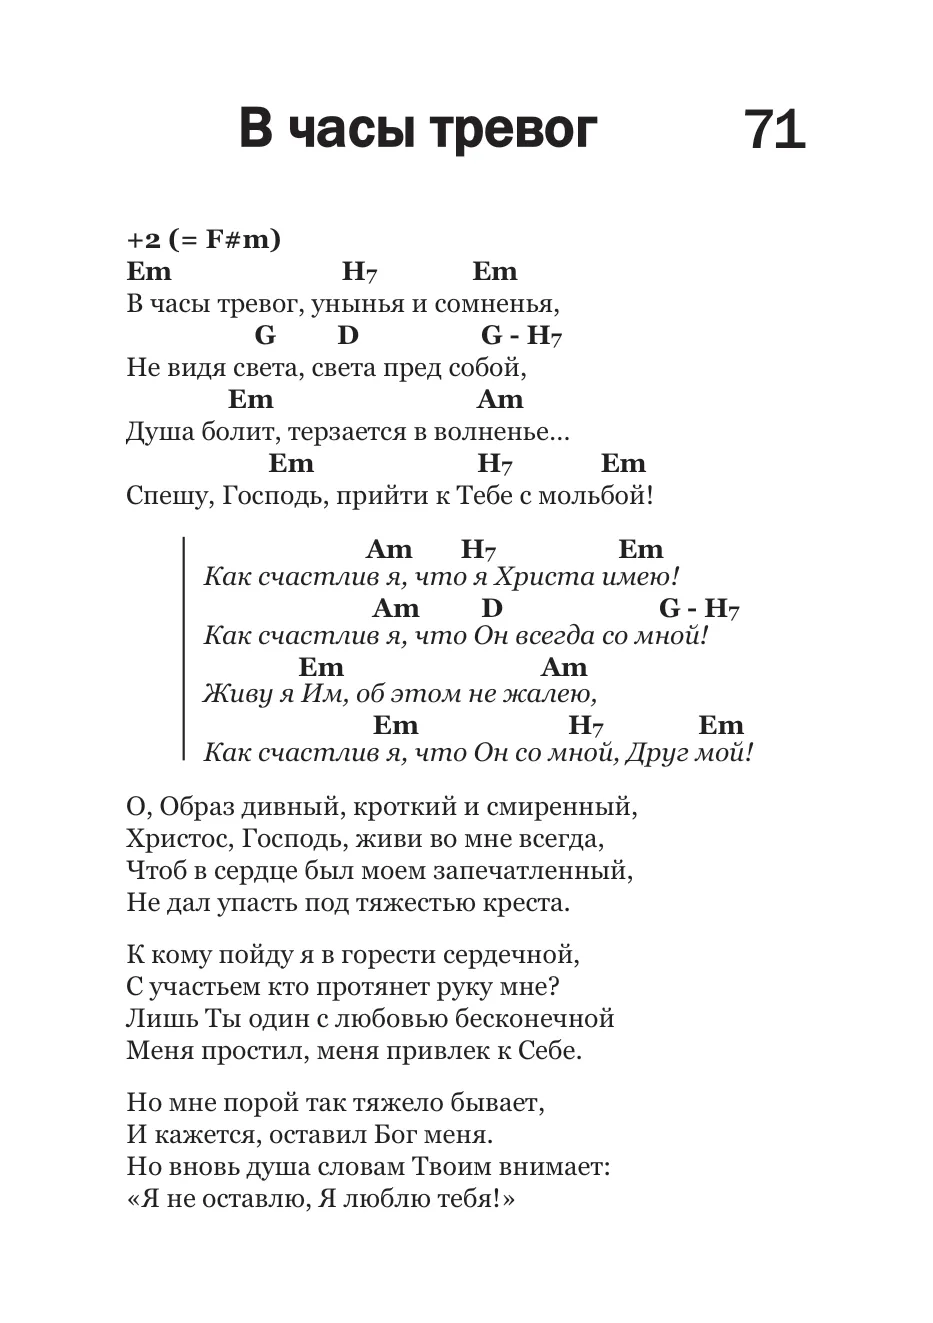 В часы тревог 71
+2 (= F#m)
Em H7 Em
В часы тревог, унынья и сомненья,
G D G - H7
Не видя света, света пред собой,
Em Am
Душа болит, терзается в волненье...
Em H7 Em
Спешу, Господь, прийти к Тебе с мольбой!
Am H7 Em
Как счастлив я, что я Христа имею!
Am D G - H7
Как счастлив я, что Он всегда со мной!
Em Am
Живу я Им, об этом не жалею,
Em H7 Em
Как счастлив я, что Он со мной, Друг мой!
О, Образ дивный, кроткий и смиренный,
Христос, Господь, живи во мне всегда,
Чтоб в сердце был моем запечатленный,
Не дал упасть под тяжестью креста.
К кому пойду я в горести сердечной,
С участьем кто протянет руку мне?
Лишь Ты один с любовью бесконечной
Меня простил, меня привлек к Себе.
Но мне порой так тяжело бывает,
И кажется, оставил Бог меня.
Но вновь душа словам Твоим внимает:
«Я не оставлю, Я люблю тебя!»